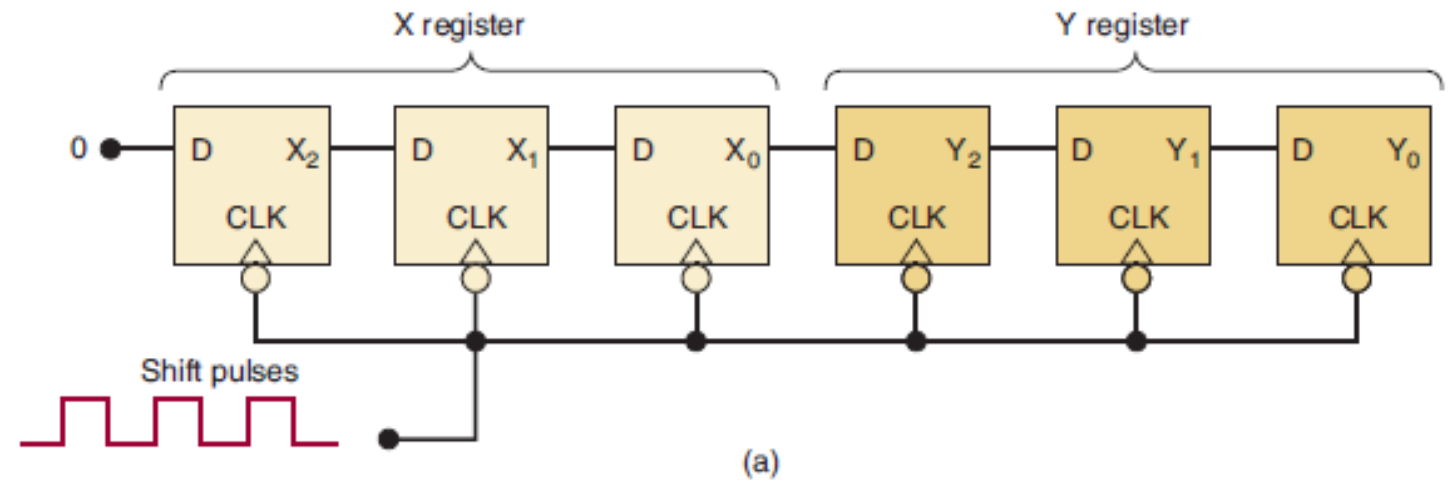 X register Y register
0 D X₂ D X₁ D X₀ D Y₂ D Y₁ D Y₀
CLK CLK CLK CLK CLK CLK
Shift pulses
(a)